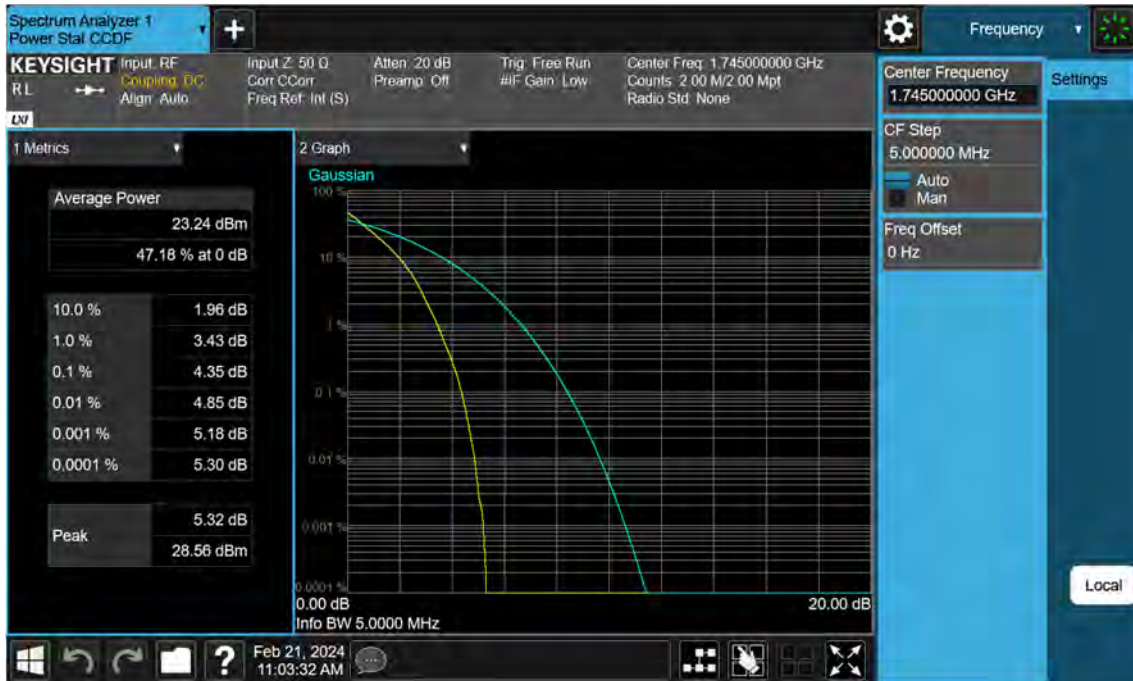 Spectrum Analyzer 1
Power Stat CCDF
Frequency
KEYSIGHT
RL
LXI
Input: RF
Coupling: DC
Align: Auto
Input Z: 50 Ω
Corr CCorr
Freq Ref: Int (S)
Atten: 20 dB
Preamp: Off
Trig: Free Run
#IF Gain: Low
Center Freq: 1.745000000 GHz
Counts: 2.00 M/2.00 Mpt
Radio Std: None
Center Frequency
1.745000000 GHz
Settings
CF Step
5.000000 MHz
Auto
Man
Freq Offset
0 Hz
Local
1 Metrics
Average Power
23.24 dBm
47.18 % at 0 dB
10.0 % 1.96 dB
1.0 % 3.43 dB
0.1 % 4.35 dB
0.01 % 4.85 dB
0.001 % 5.18 dB
0.0001 % 5.30 dB
Peak
5.32 dB
28.56 dBm
2 Graph
Gaussian
100 %
10 %
1 %
0.1 %
0.01 %
0.001 %
0.0001 %
0.00 dB 20.00 dB
Info BW 5.0000 MHz
?
Feb 21, 2024
11:03:32 AM